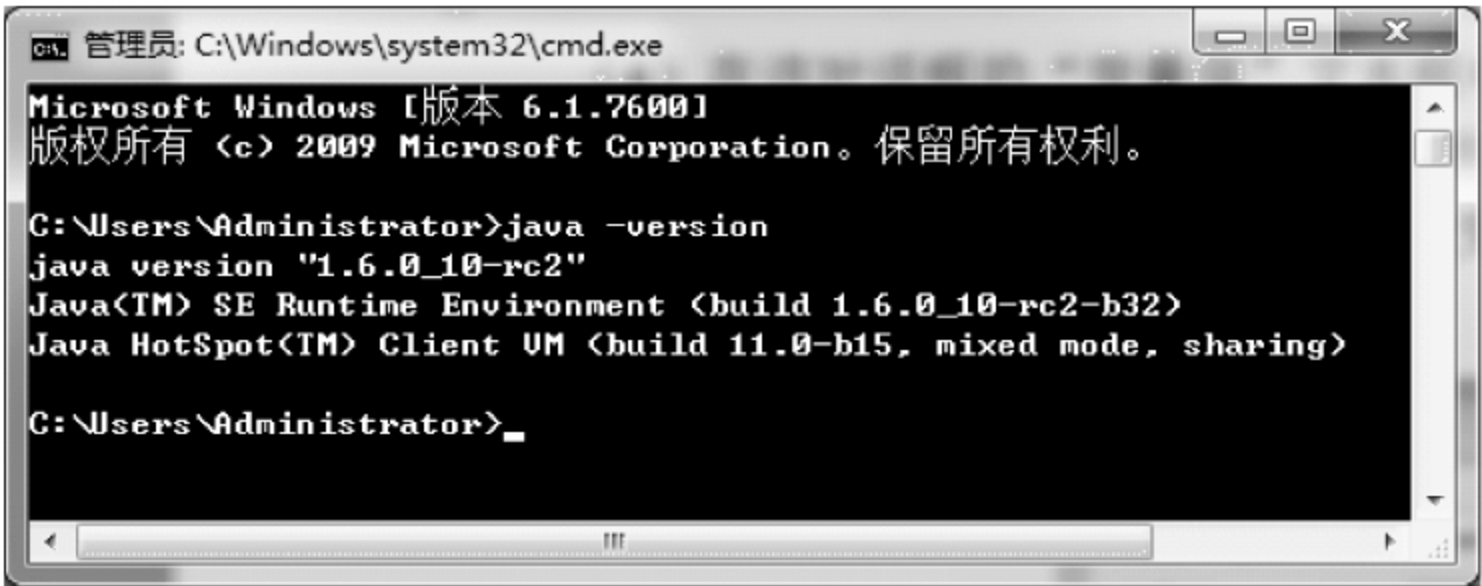 管理员: C:\Windows\system32\cmd.exe
Microsoft Windows [版本 6.1.7600]
版权所有 (c) 2009 Microsoft Corporation。保留所有权利。
C:\Users\Administrator>java -version
java version "1.6.0_10-rc2"
Java(TM) SE Runtime Environment (build 1.6.0_10-rc2-b32)
Java HotSpot(TM) Client VM (build 11.0-b15, mixed mode, sharing)
C:\Users\Administrator>